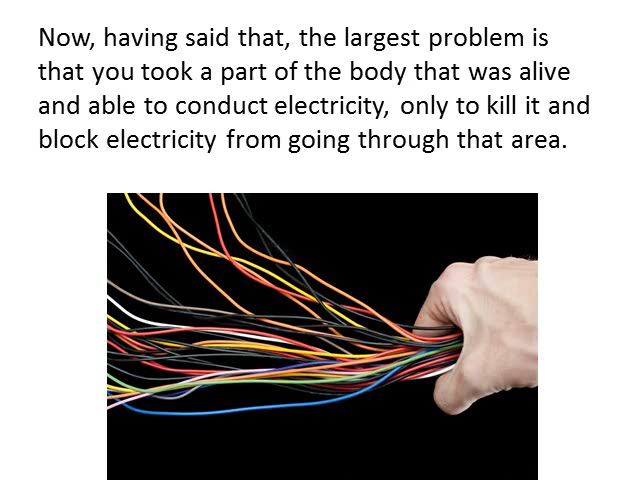 Now, having said that, the largest problem is
that you took a part of the body that was alive
and able to conduct electricity, only to kill it and
block electricity from going through that area.